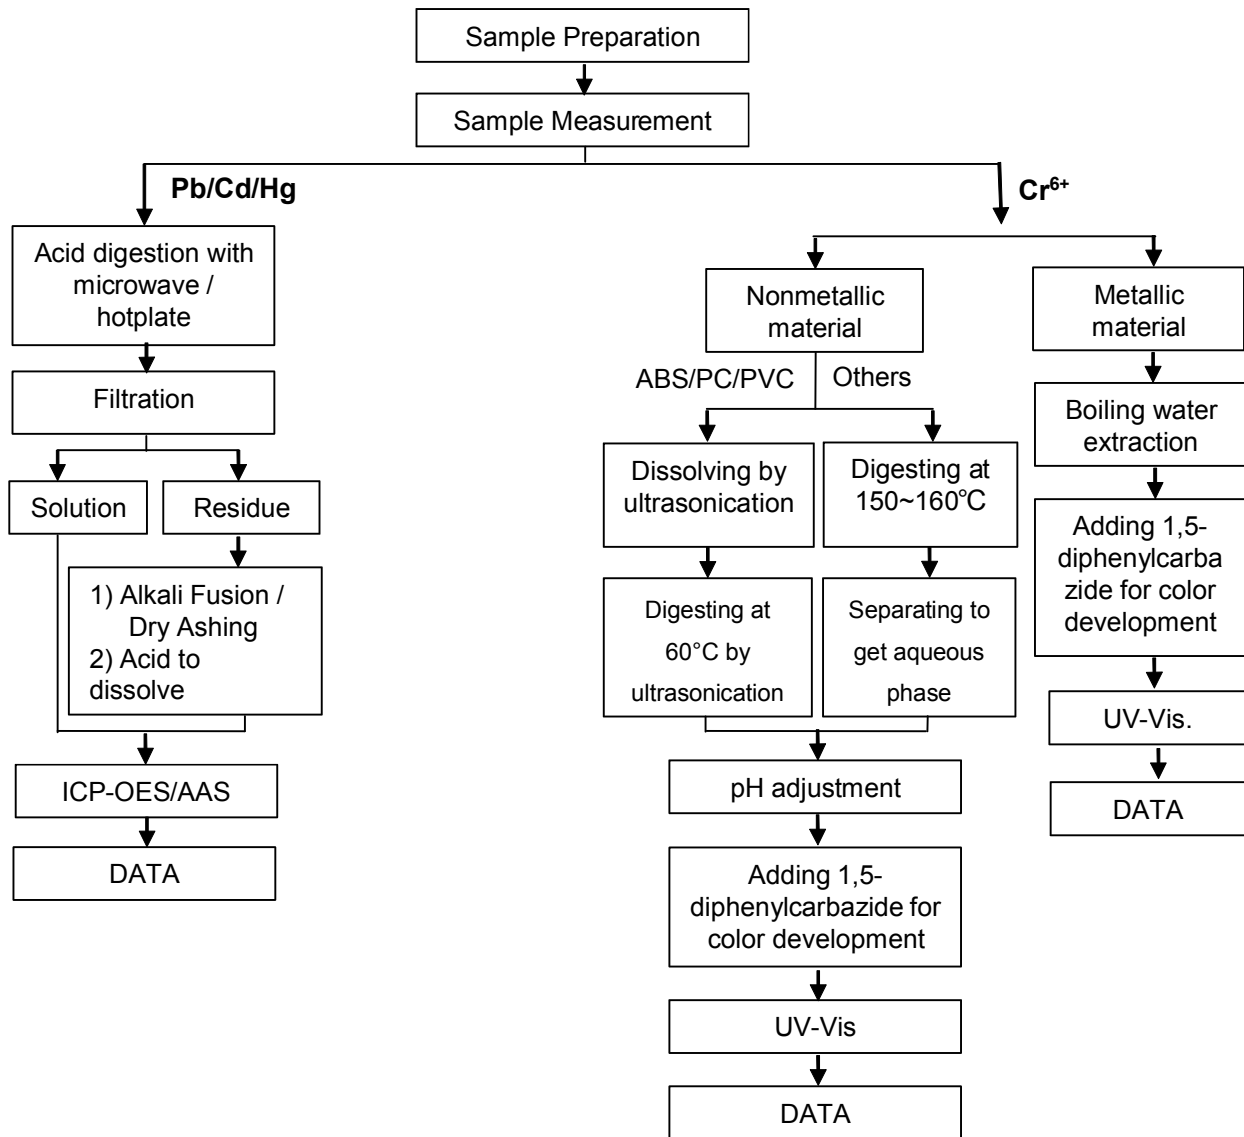 Sample Preparation
Sample Measurement
Pb/Cd/Hg
Cr6+
Acid digestion with
microwave /
hotplate
Filtration
Solution
Residue
1) Alkali Fusion /
Dry Ashing
2) Acid to
dissolve
ICP-OES/AAS
DATA
Nonmetallic
material
ABS/PC/PVC
Others
Dissolving by
ultrasonication
Digesting at
150~160℃
Digesting at
60°C by
ultrasonication
Separating to
get aqueous
phase
pH adjustment
Adding 1,5-
diphenylcarbazide for
color development
UV-Vis
DATA
Metallic
material
Boiling water
extraction
Adding 1,5-
diphenylcarba
zide for color
development
UV-Vis.
DATA